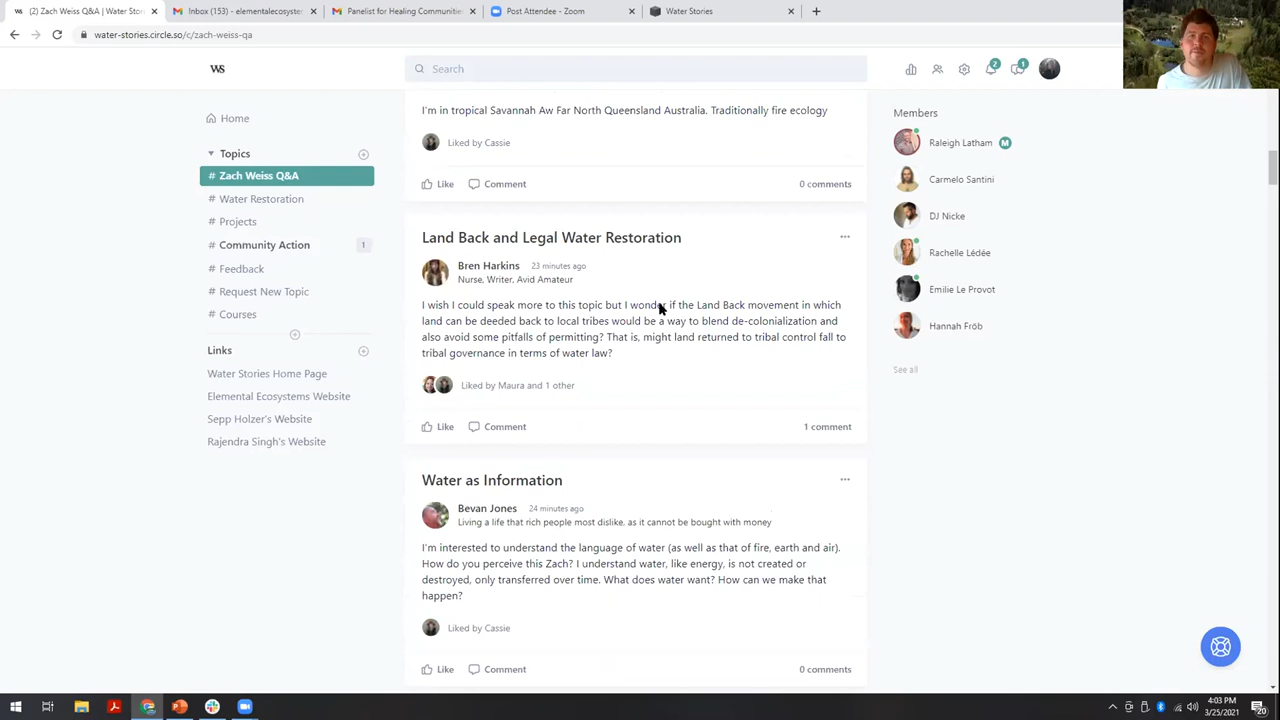 (2) Zach Weiss Q&A | Water Stor
Inbox (153) - elementalecosystem
Panelist for Healing Communitie
Post Attendee - Zoom
Water Stories
water-stories.circle.so/c/zach-weiss-qa
WS
Search
2
1
Home
Topics
# Zach Weiss Q&A
# Water Restoration
# Projects
# Community Action
1
# Feedback
# Request New Topic
# Courses
Links
Water Stories Home Page
Elemental Ecosystems Website
Sepp Holzer's Website
Rajendra Singh's Website
I'm in tropical Savannah Aw Far North Queensland Australia. Traditionally fire ecology
Liked by Cassie
Like
Comment
0 comments
Land Back and Legal Water Restoration
Bren Harkins 23 minutes ago
Nurse, Writer, Avid Amateur
I wish I could speak more to this topic but I wonder if the Land Back movement in which
land can be deeded back to local tribes would be a way to blend de-colonialization and
also avoid some pitfalls of permitting? That is, might land returned to tribal control fall to
tribal governance in terms of water law?
Liked by Maura and 1 other
Like
Comment
1 comment
Water as Information
Bevan Jones 24 minutes ago
Living a life that rich people most dislike, as it cannot be bought with money
I'm interested to understand the language of water (as well as that of fire, earth and air).
How do you perceive this Zach? I understand water, like energy, is not created or
destroyed, only transferred over time. What does water want? How can we make that
happen?
Liked by Cassie
Like
Comment
0 comments
Members
Raleigh Latham M
Carmelo Santini
DJ Nicke
Rachelle Lédée
Emilie Le Provot
Hannah Fröb
See all
4:03 PM
3/25/2021
20